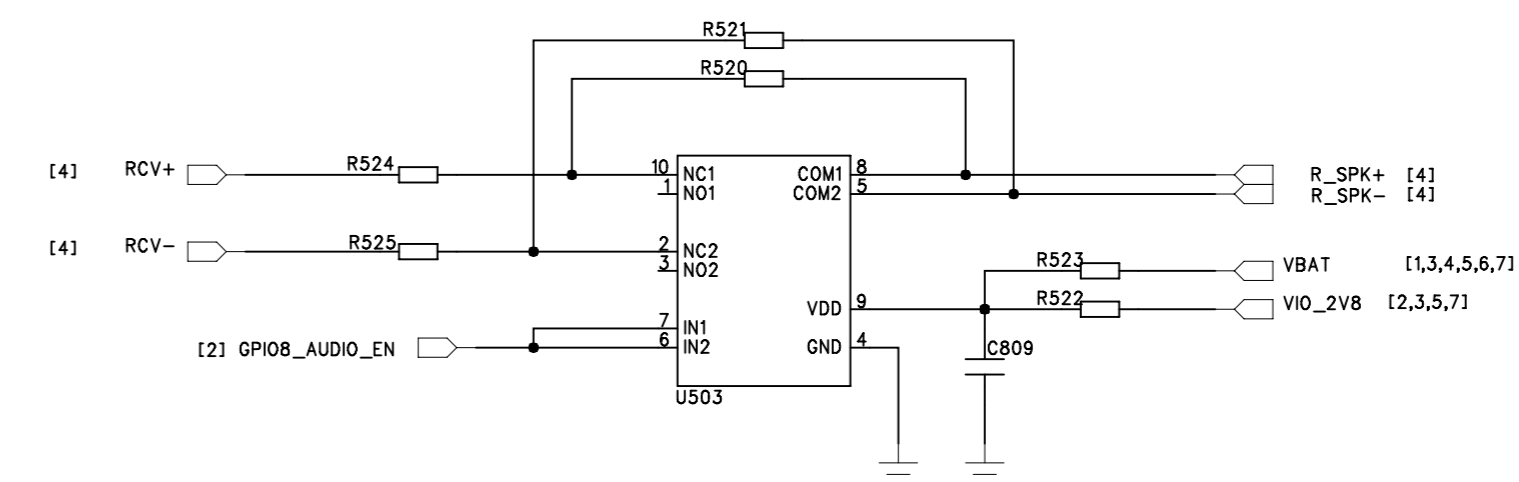 R521
R520
[4] RCV+ R524 10 NC1 COM1 8 R_SPK+ [4]
1 NO1 COM2 5 R_SPK- [4]
[4] RCV- R525 2 NC2
3 NO2 R523 VBAT [1,3,4,5,6,7]
VDD 9 R522 VIO_2V8 [2,3,5,7]
7 IN1
[2] GPIO8_AUDIO_EN 6 IN2 GND 4 C809
U503